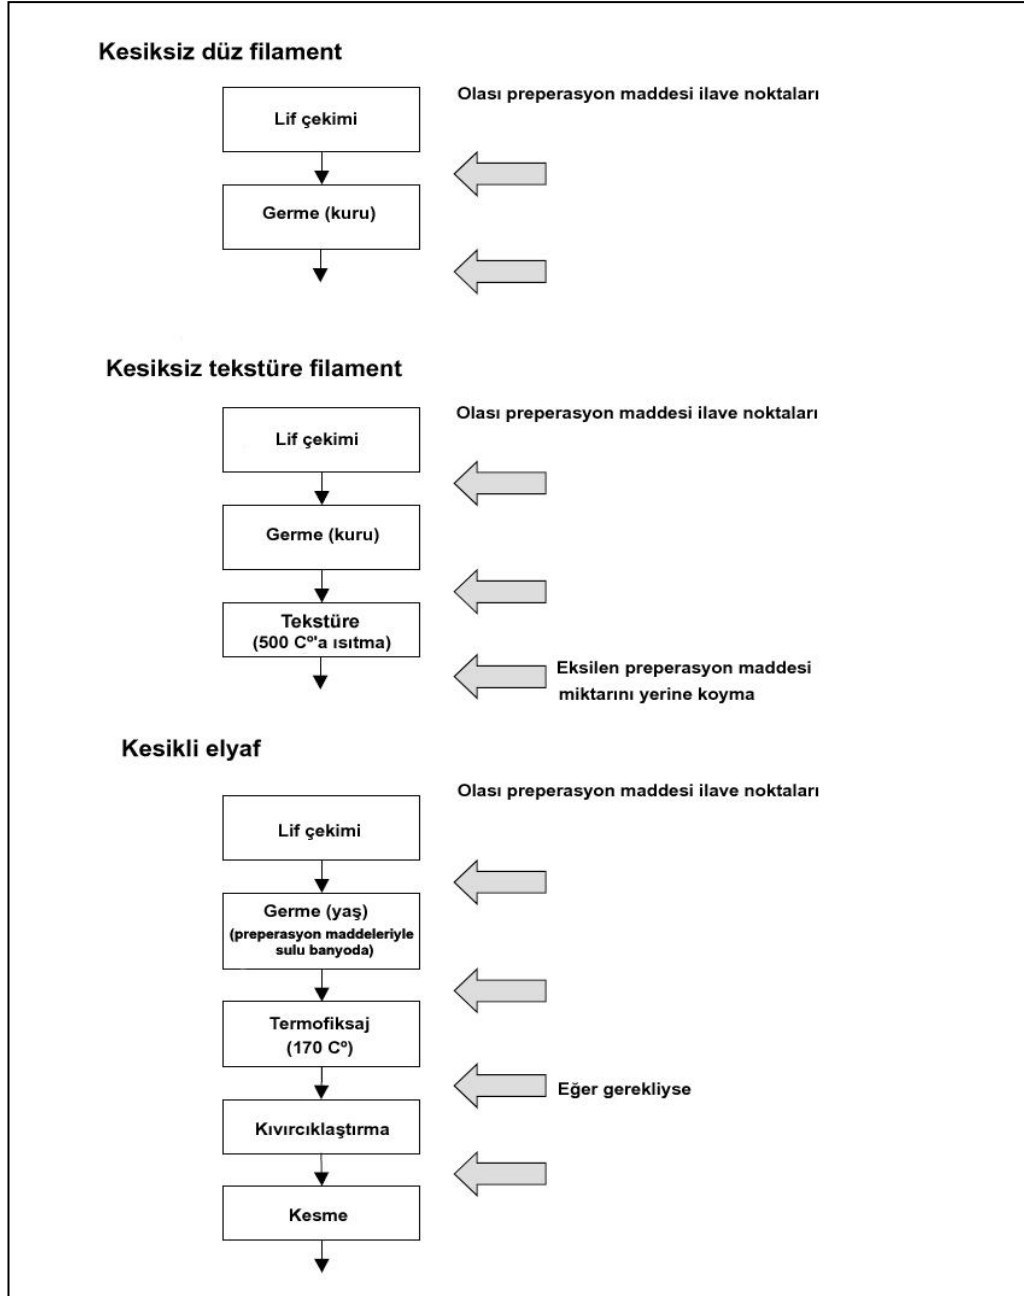 Kesiksiz düz filament
Olası preperasyon maddesi ilave noktaları
Lif çekimi
Germe (kuru)
Kesiksiz tekstüre filament
Olası preperasyon maddesi ilave noktaları
Lif çekimi
Germe (kuru)
Tekstüre
(500 Cº'a ısıtma)
Eksilen preperasyon maddesi
miktarını yerine koyma
Kesikli elyaf
Olası preperasyon maddesi ilave noktaları
Lif çekimi
Germe (yaş)
(preperasyon maddeleriyle
sulu banyoda)
Termofiksaj
(170 Cº)
Eğer gerekliyse
Kıvırcıklaştırma
Kesme